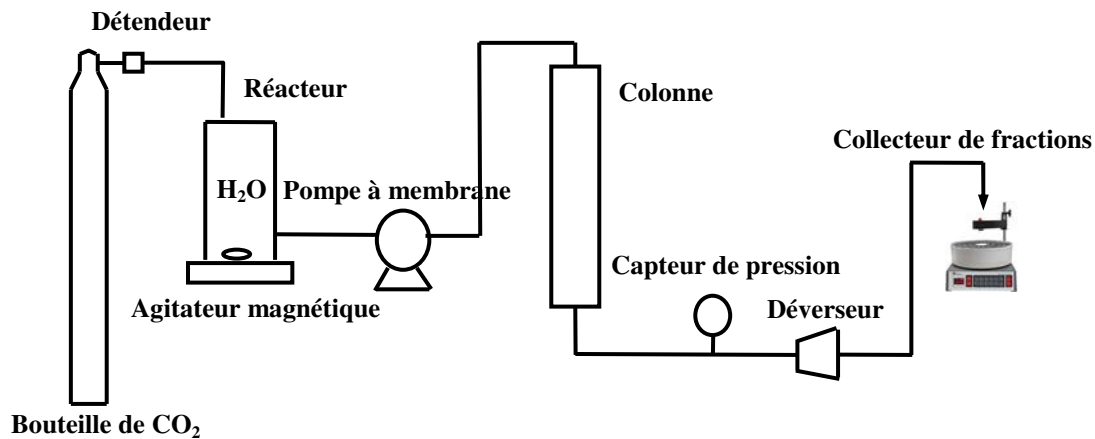 Détendeur
Réacteur
Colonne
Collecteur de fractions
H₂O
Pompe à membrane
Capteur de pression
Agitateur magnétique
Déverseur
Bouteille de CO₂